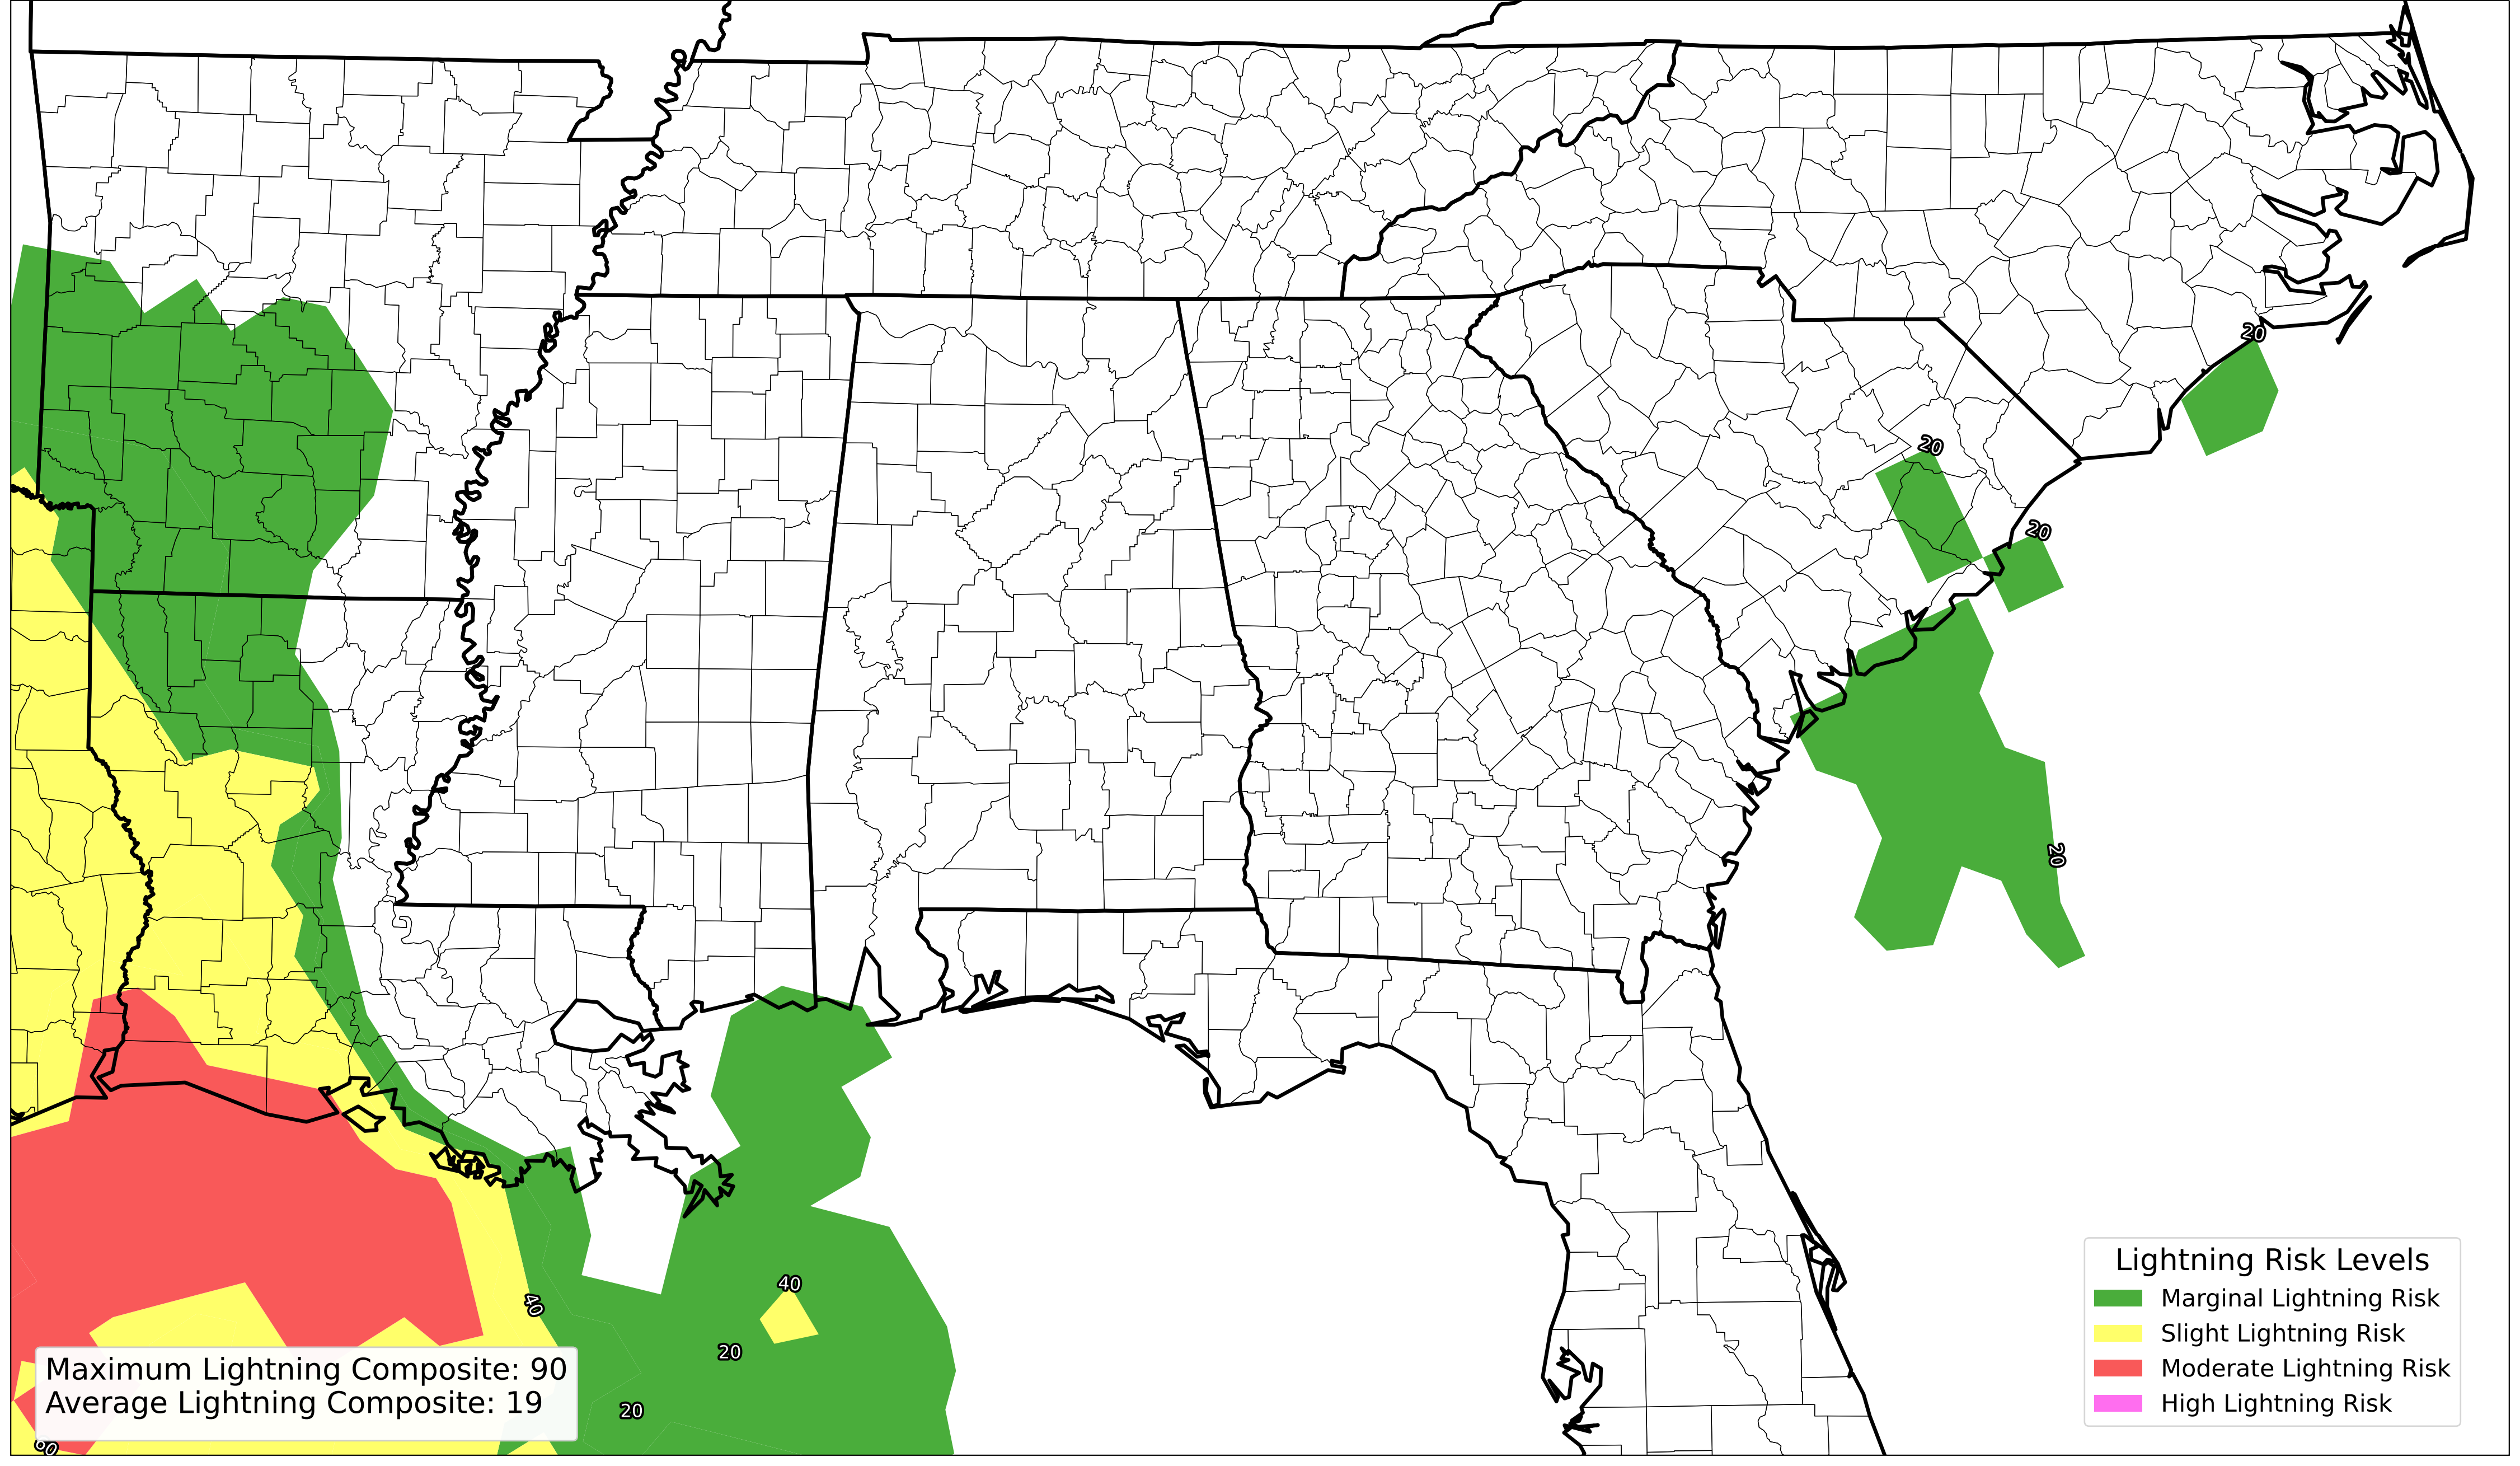 20
20
20
20
40
40
20
20
60
Maximum Lightning Composite: 90
Average Lightning Composite: 19
Lightning Risk Levels
Marginal Lightning Risk
Slight Lightning Risk
Moderate Lightning Risk
High Lightning Risk